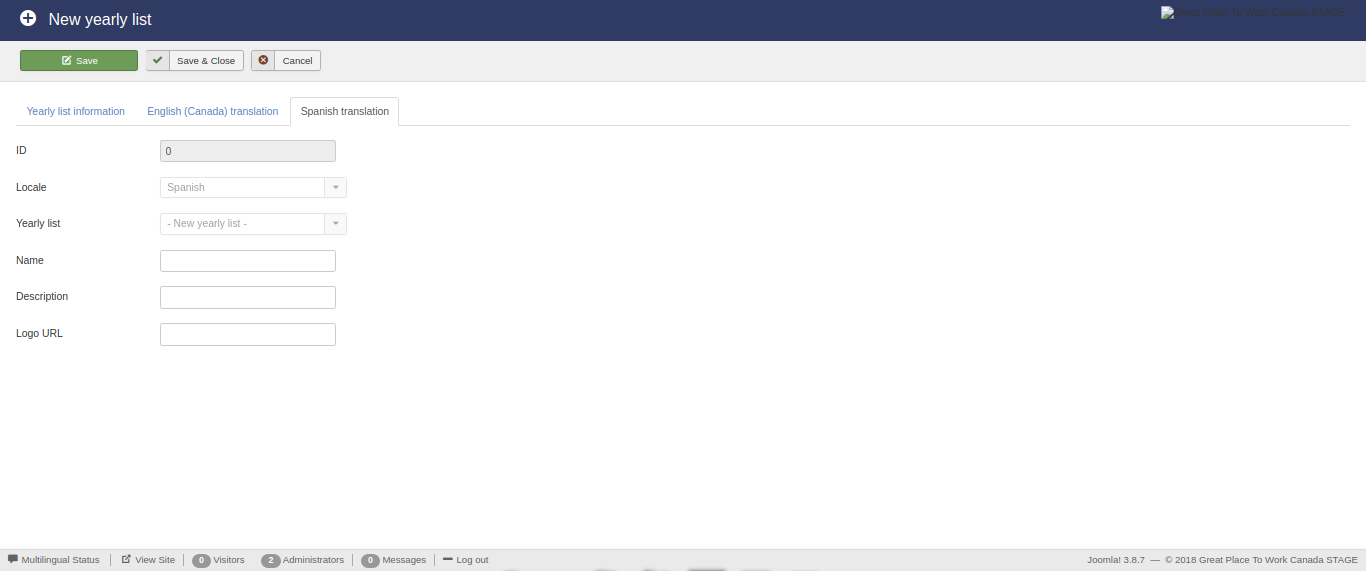 New yearly list
Great Place To Work Canada STAGE
Save
Save & Close
Cancel
Yearly list information
English (Canada) translation
Spanish translation
ID
0
Locale
Spanish
Yearly list
- New yearly list -
Name
Description
Logo URL
Multilingual Status View Site 0 Visitors 2 Administrators 0 Messages Log out Joomla! 3.8.7 — © 2018 Great Place To Work Canada STAGE